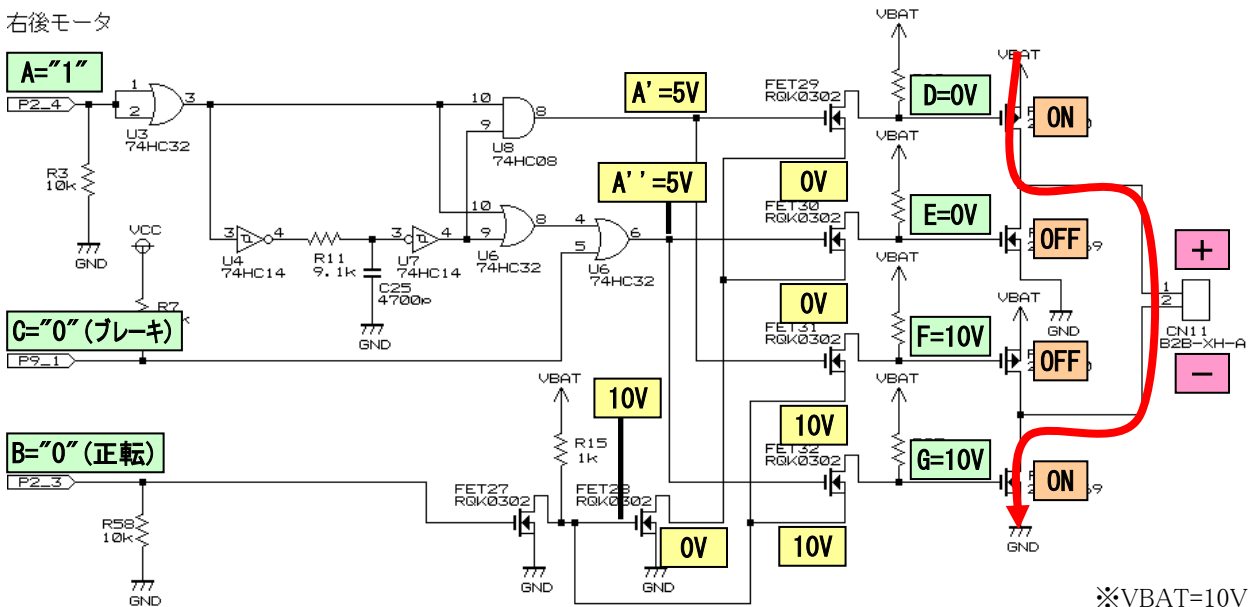 右後モータ
VBAT
VBAT
A="1"
P2_4
1
2
3
U3
74HC32
R3
10k
GND
10
9
8
U8
74HC08
A'=5V
FET29
RQK0302
D=0V
ON
VBAT
A''=5V
0V
FET30
RQK0302
E=0V
OFF
VCC
3
4
U4
74HC14
R11
9.1k
C25
4700p
GND
3
4
U7
74HC14
10
9
8
U6
74HC32
4
5
6
U6
74HC32
VBAT
VBAT
GND
+
1
2
CN11
B2B-XH-A
−
R7
C="0"(ブレーキ)
P9_1
0V
FET31
RQK0302
F=10V
OFF
VBAT
10V
VBAT
R15
1k
10V
FET32
RQK0302
G=10V
ON
B="0"(正転)
P2_3
R58
10k
GND
FET27
RQK0302
GND
FET28
RQK0302
0V
GND
10V
GND
※VBAT=10V